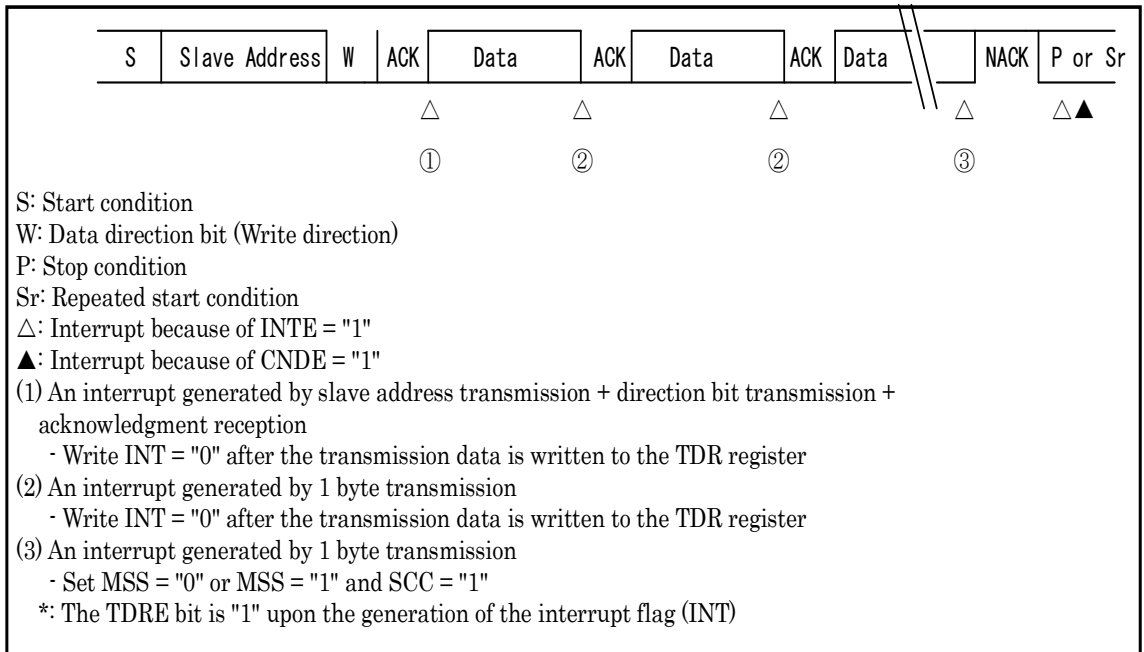 S Slave Address W ACK Data ACK Data ACK Data NACK P or Sr
△ △ △ △ △▲
① ② ② ③
S: Start condition
W: Data direction bit (Write direction)
P: Stop condition
Sr: Repeated start condition
△: Interrupt because of INTE = "1"
▲: Interrupt because of CNDE = "1"
(1) An interrupt generated by slave address transmission + direction bit transmission +
acknowledgment reception
- Write INT = "0" after the transmission data is written to the TDR register
(2) An interrupt generated by 1 byte transmission
- Write INT = "0" after the transmission data is written to the TDR register
(3) An interrupt generated by 1 byte transmission
- Set MSS = "0" or MSS = "1" and SCC = "1"
*: The TDRE bit is "1" upon the generation of the interrupt flag (INT)